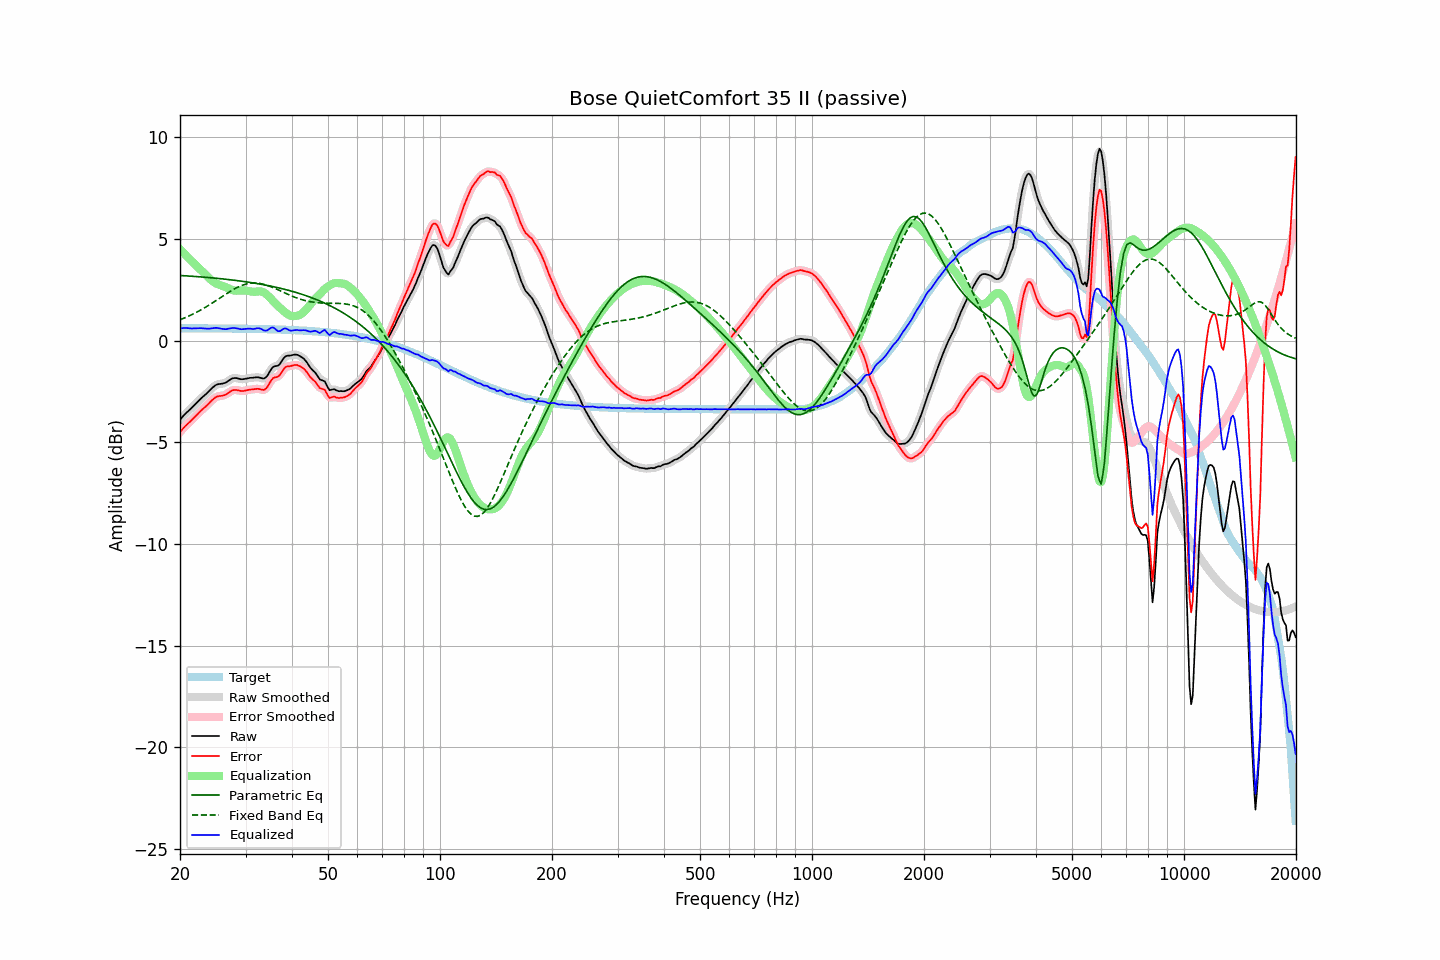 Bose QuietComfort 35 II (passive)
Amplitude (dBr)
10
5
0
−5
−10
−15
−20
−25
Target
Raw Smoothed
Error Smoothed
Raw
Error
Equalization
Parametric Eq
Fixed Band Eq
Equalized
20 50 100 200 500 1000 2000 5000 10000 20000
Frequency (Hz)